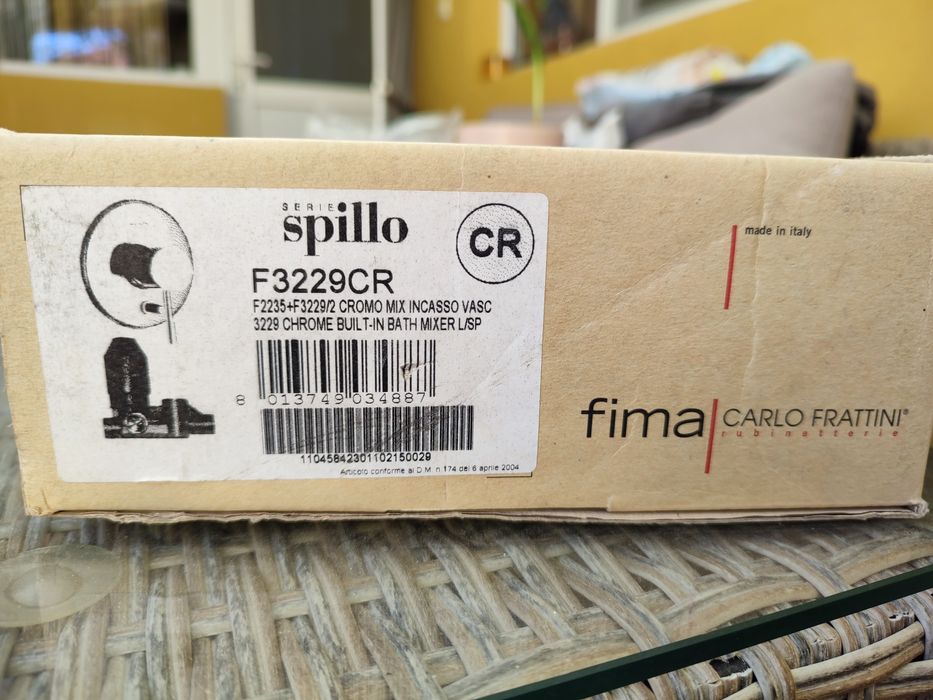 SERIE
spillo
CR
F3229CR
F2235+F3229/2 CROMO MIX INCASSO VASC
3229 CHROME BUILT-IN BATH MIXER L/SP
8 013749 034887
11045842301102150029
Articolo conforme al D.M. n.174 del 6 aprile 2004
made in italy
fima CARLO FRATTINI®
rubinetterie